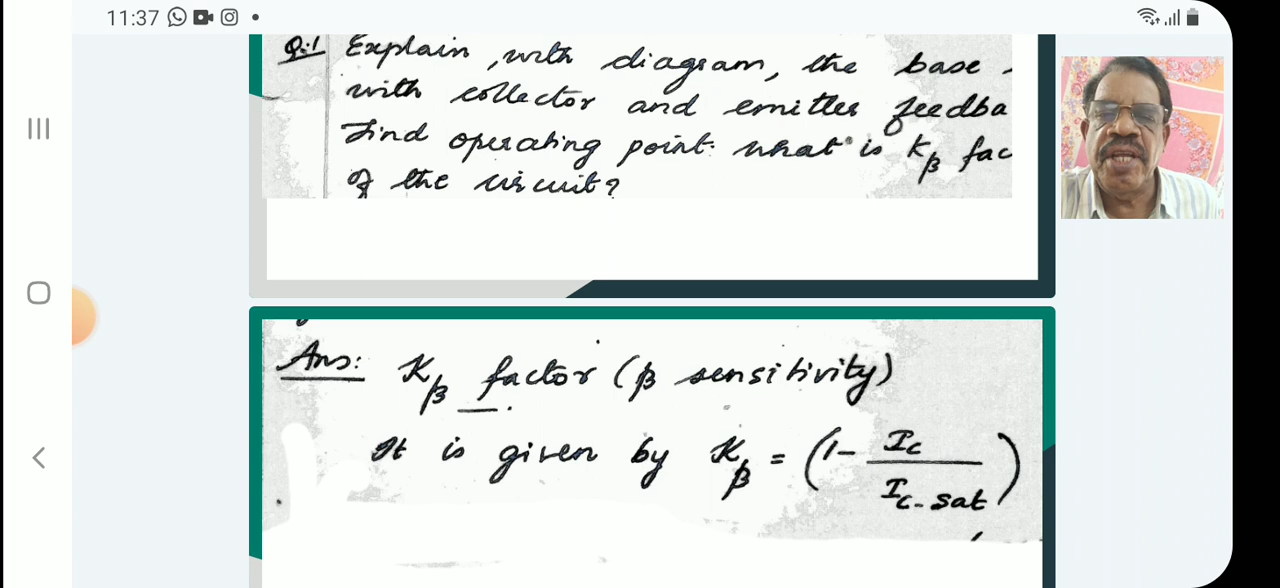 11:37
Q:1 Explain, with diagram, the base
with collector and emitter feedba
Find operating point. what is Kβ fac
of the circuit?
Ans: Kβ factor (β sensitivity)
It is given by Kβ = (1 - Ic / Ic-sat)